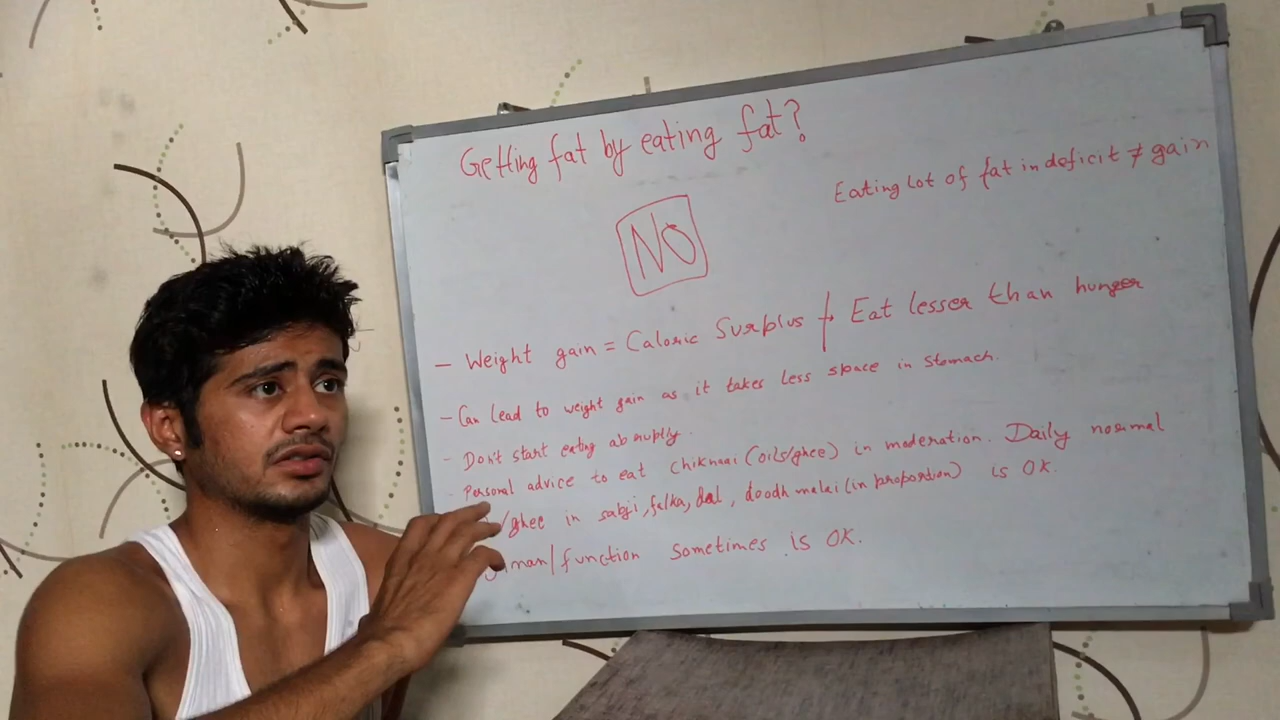 Getting fat by eating fat?
Eating lot of fat in deficit ≠ gain
NO
- Weight gain = Caloric Surplus
Eat lesser than hunger
- Can lead to weight gain as it takes less space in stomach.
- Don't start eating abruptly.
- Personal advice to eat chiknaai (oils/ghee) in moderation. Daily normal
/ghee in sabji, fulka, dal, doodh malai (in proportion) is OK.
man/function sometimes is OK.